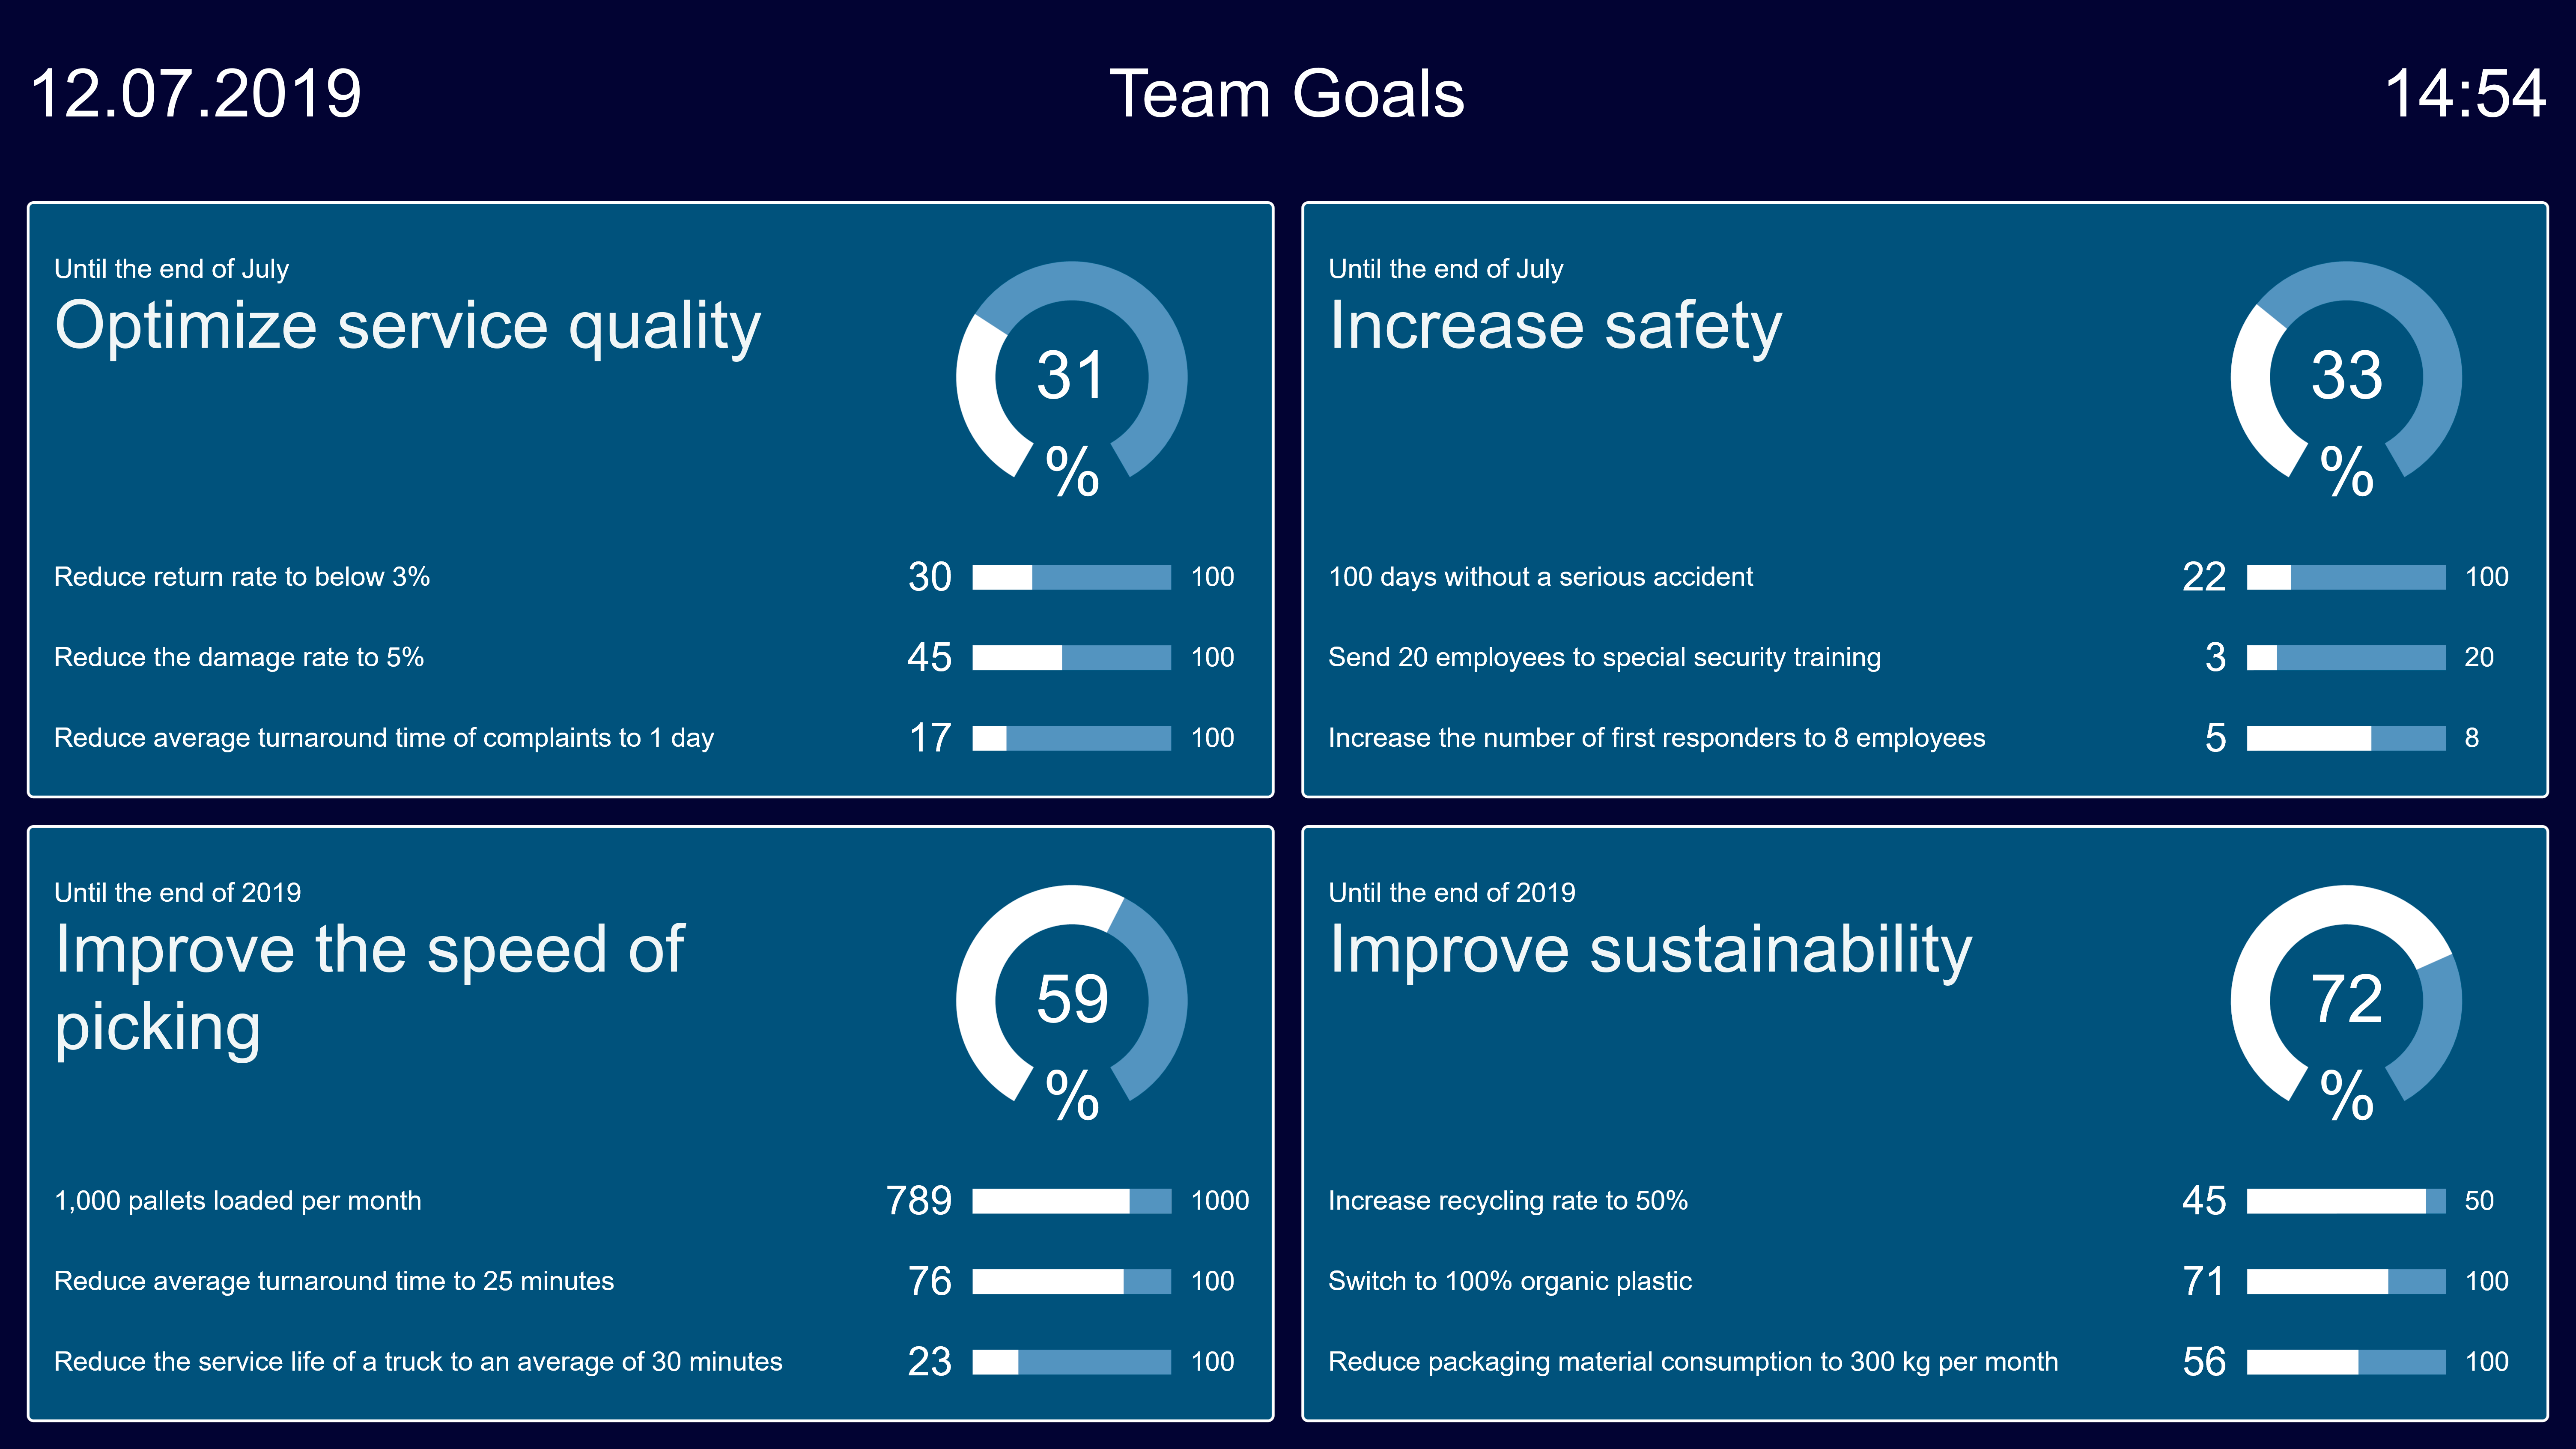 12.07.2019
Team Goals
14:54
Until the end of July
Optimize service quality
31
%
Reduce return rate to below 3%
30
100
Reduce the damage rate to 5%
45
100
Reduce average turnaround time of complaints to 1 day
17
100
Until the end of July
Increase safety
33
%
100 days without a serious accident
22
100
Send 20 employees to special security training
3
20
Increase the number of first responders to 8 employees
5
8
Until the end of 2019
Improve the speed of
picking
59
%
1,000 pallets loaded per month
789
1000
Reduce average turnaround time to 25 minutes
76
100
Reduce the service life of a truck to an average of 30 minutes
23
100
Until the end of 2019
Improve sustainability
72
%
Increase recycling rate to 50%
45
50
Switch to 100% organic plastic
71
100
Reduce packaging material consumption to 300 kg per month
56
100